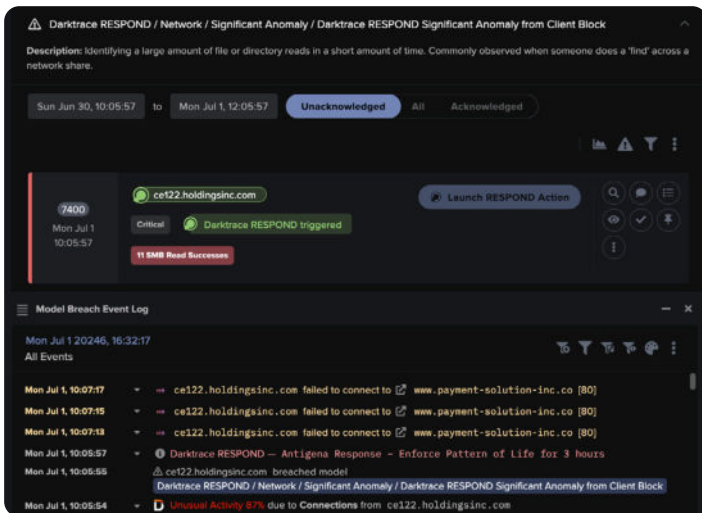 Darktrace RESPOND / Network / Significant Anomaly / Darktrace RESPOND Significant Anomaly from Client Block
Description: Identifying a large amount of file or directory reads in a short amount of time. Commonly observed when someone does a 'find' across a
network share.
Sun Jun 30, 10:05:57 to Mon Jul 1, 12:05:57 Unacknowledged All Acknowledged
ce122.holdingsinc.com Launch RESPOND Action
7400
Mon Jul 1
10:05:57
Critical Darktrace RESPOND triggered
11 SMB Read Successes
Model Breach Event Log
Mon Jul 1 20246, 16:32:17
All Events
Mon Jul 1, 10:07:17 ce122.holdingsinc.com failed to connect to www.payment-solution-inc.co [80]
Mon Jul 1, 10:07:15 ce122.holdingsinc.com failed to connect to www.payment-solution-inc.co [80]
Mon Jul 1, 10:07:13 ce122.holdingsinc.com failed to connect to www.payment-solution-inc.co [80]
Mon Jul 1, 10:05:57 Darktrace RESPOND — Antigena Response - Enforce Pattern of Life for 3 hours
Mon Jul 1, 10:05:55 ce122.holdingsinc.com breached model
Darktrace RESPOND / Network / Significant Anomaly / Darktrace RESPOND Significant Anomaly from Client Block
Mon Jul 1, 10:05:54 Unusual Activity 87% due to Connections from ce122.holdingsinc.com